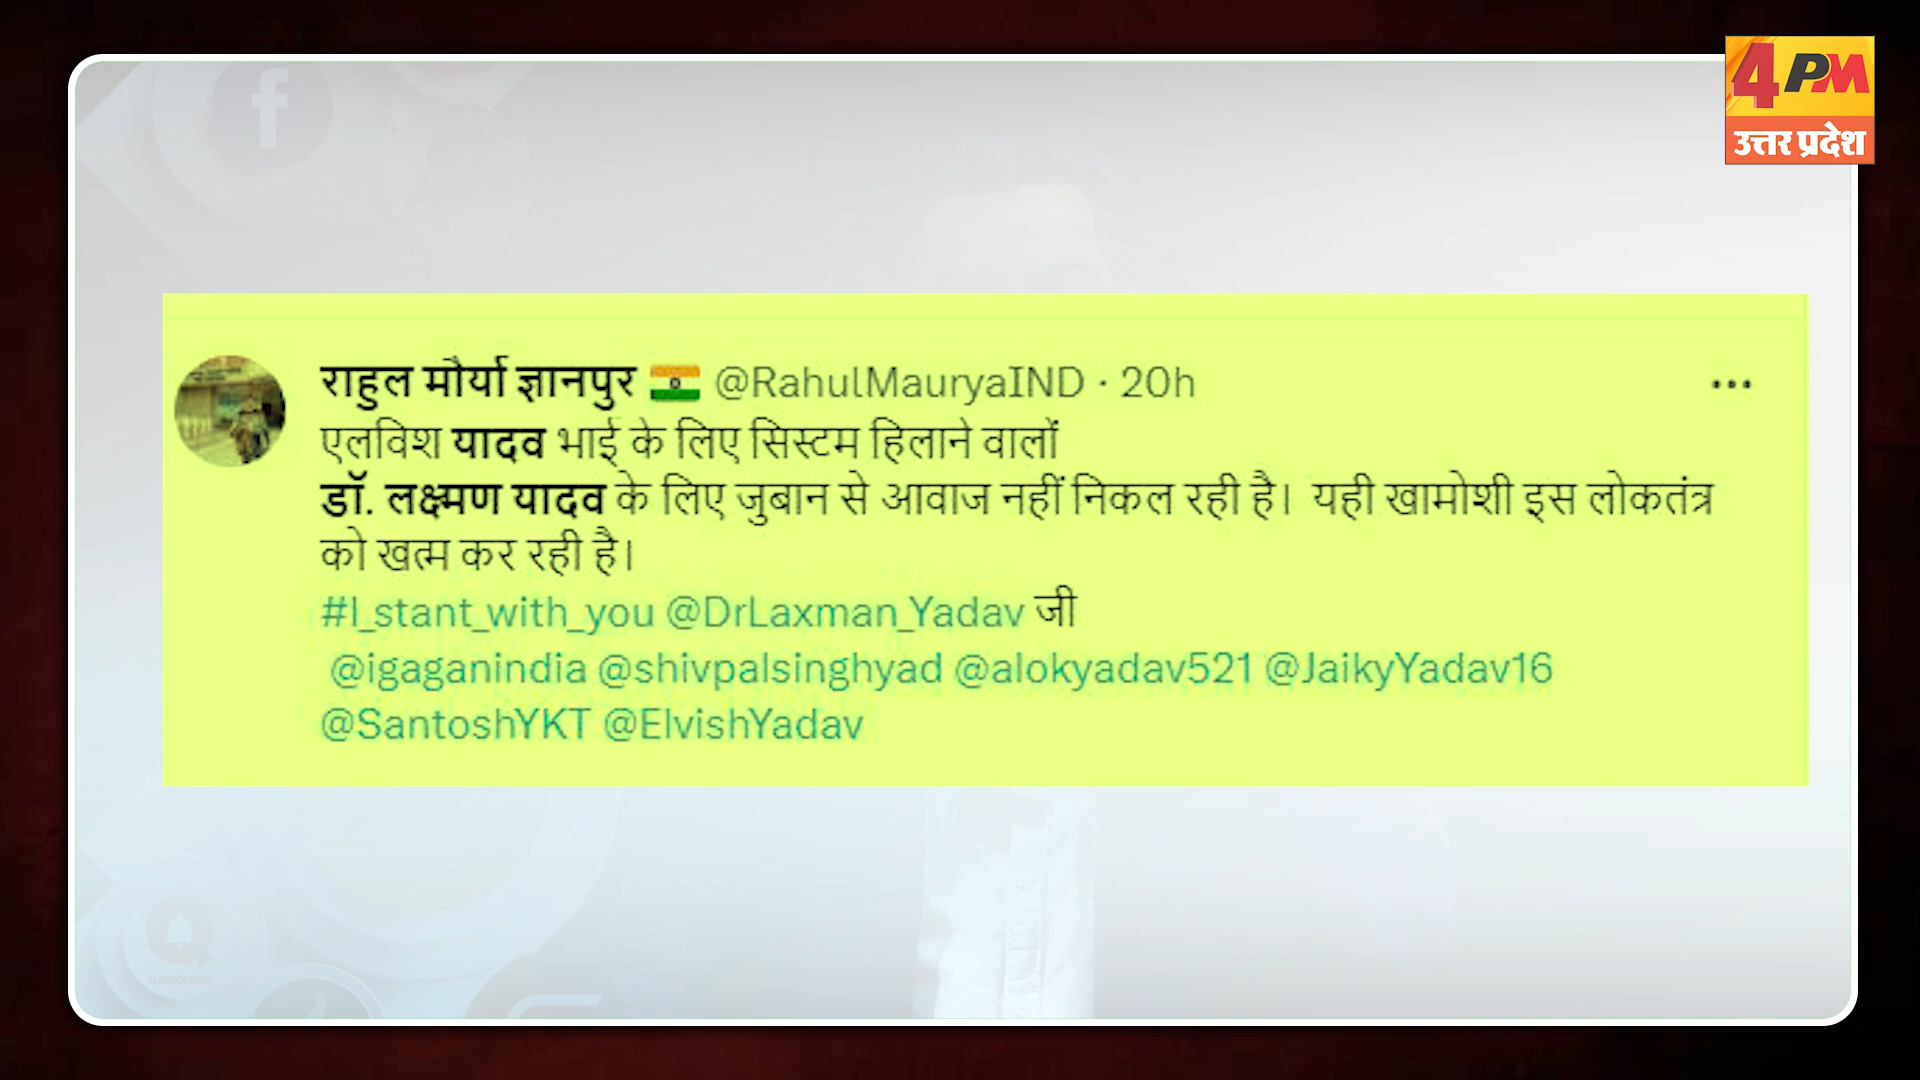 4PM
उत्तर प्रदेश
राहुल मौर्या ज्ञानपुर @RahulMauryaIND · 20h
एलविश यादव भाई के लिए सिस्टम हिलाने वालों
डॉ. लक्ष्मण यादव के लिए जुबान से आवाज नहीं निकल रही है। यही खामोशी इस लोकतंत्र
को खत्म कर रही है।
#I_stant_with_you @DrLaxman_Yadav जी
@igaganindia @shivpalsinghyad @alokyadav521 @JaikyYadav16
@SantoshYKT @ElvishYadav
SUBSCRIBED